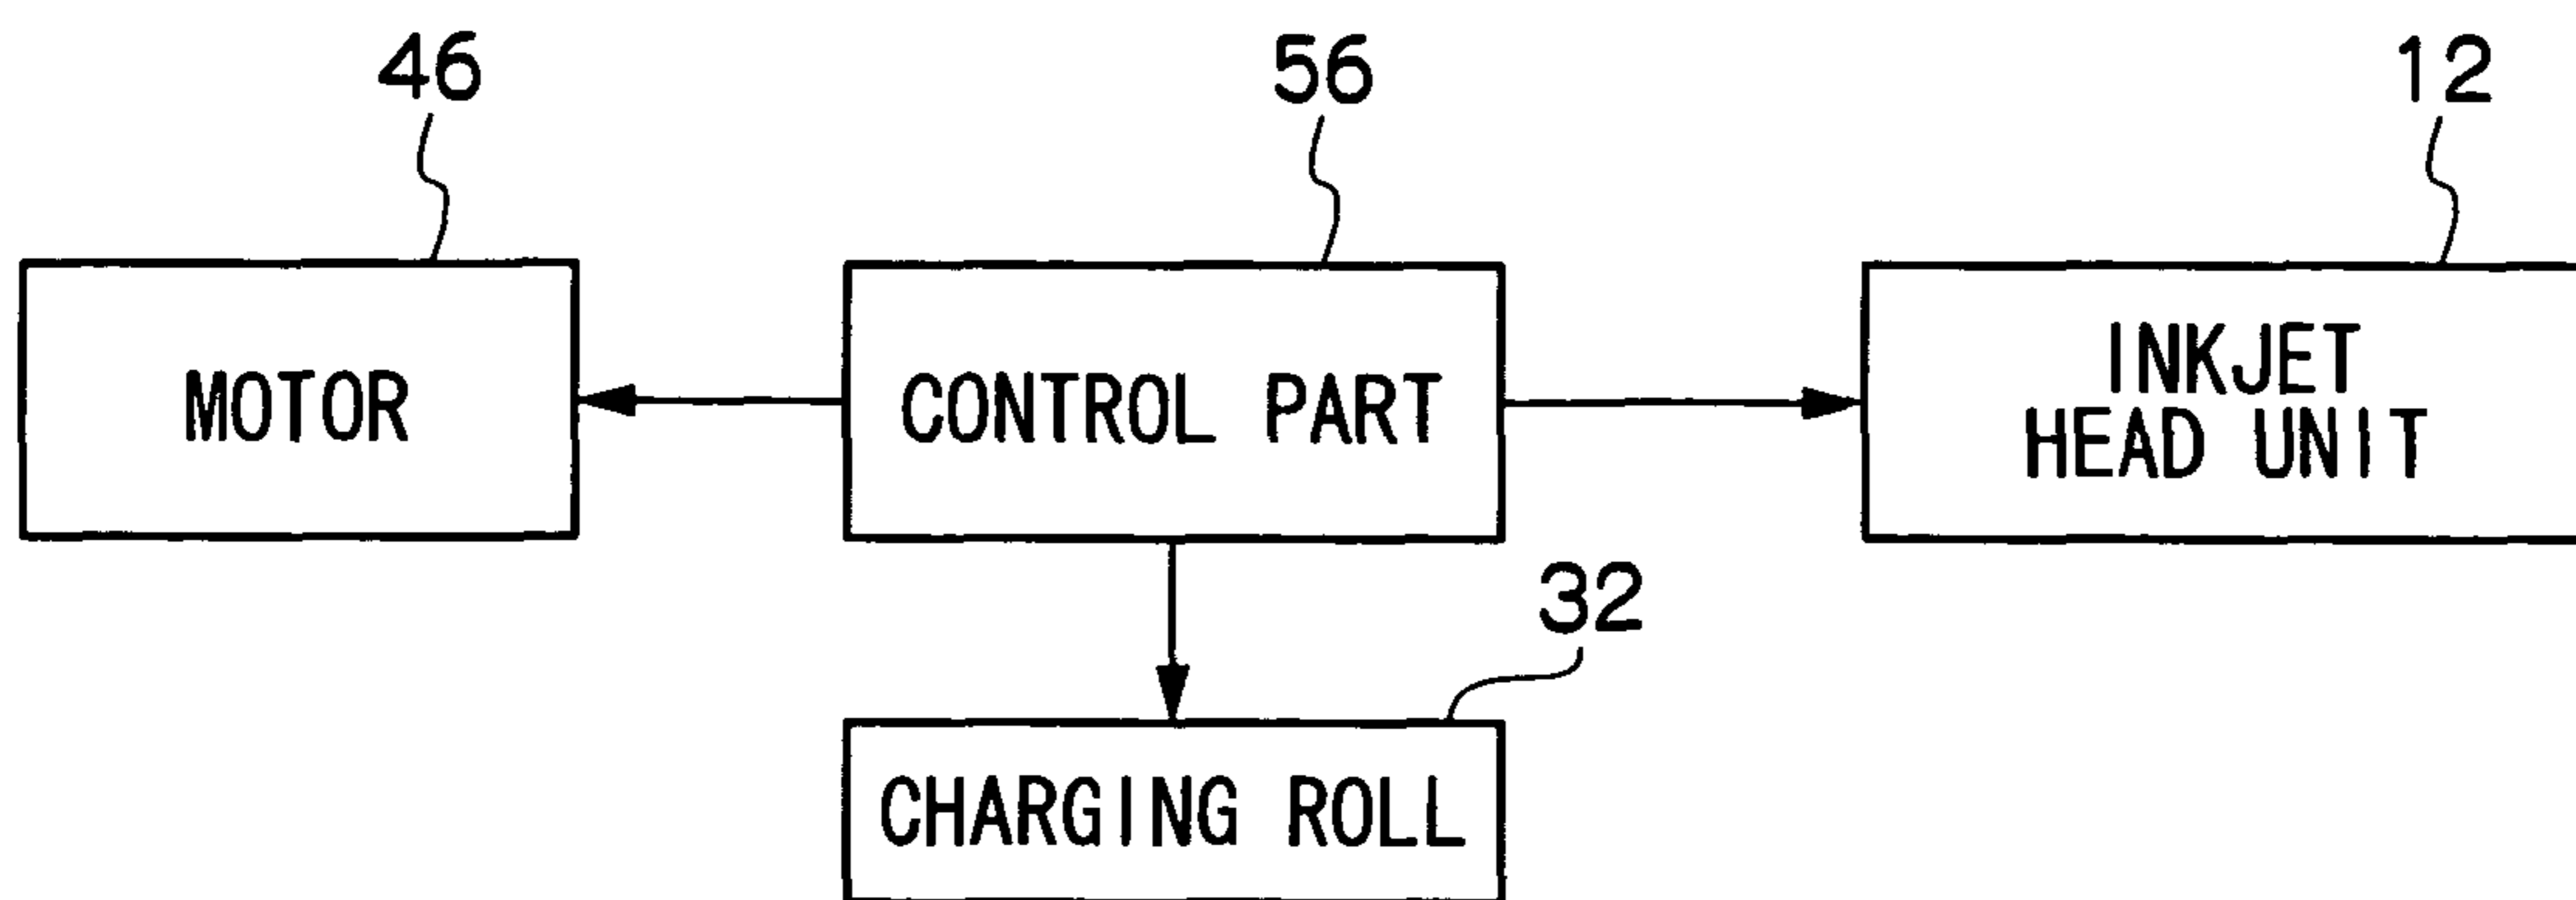 46
56
12
MOTOR
CONTROL PART
INKJET
HEAD UNIT
32
CHARGING ROLL